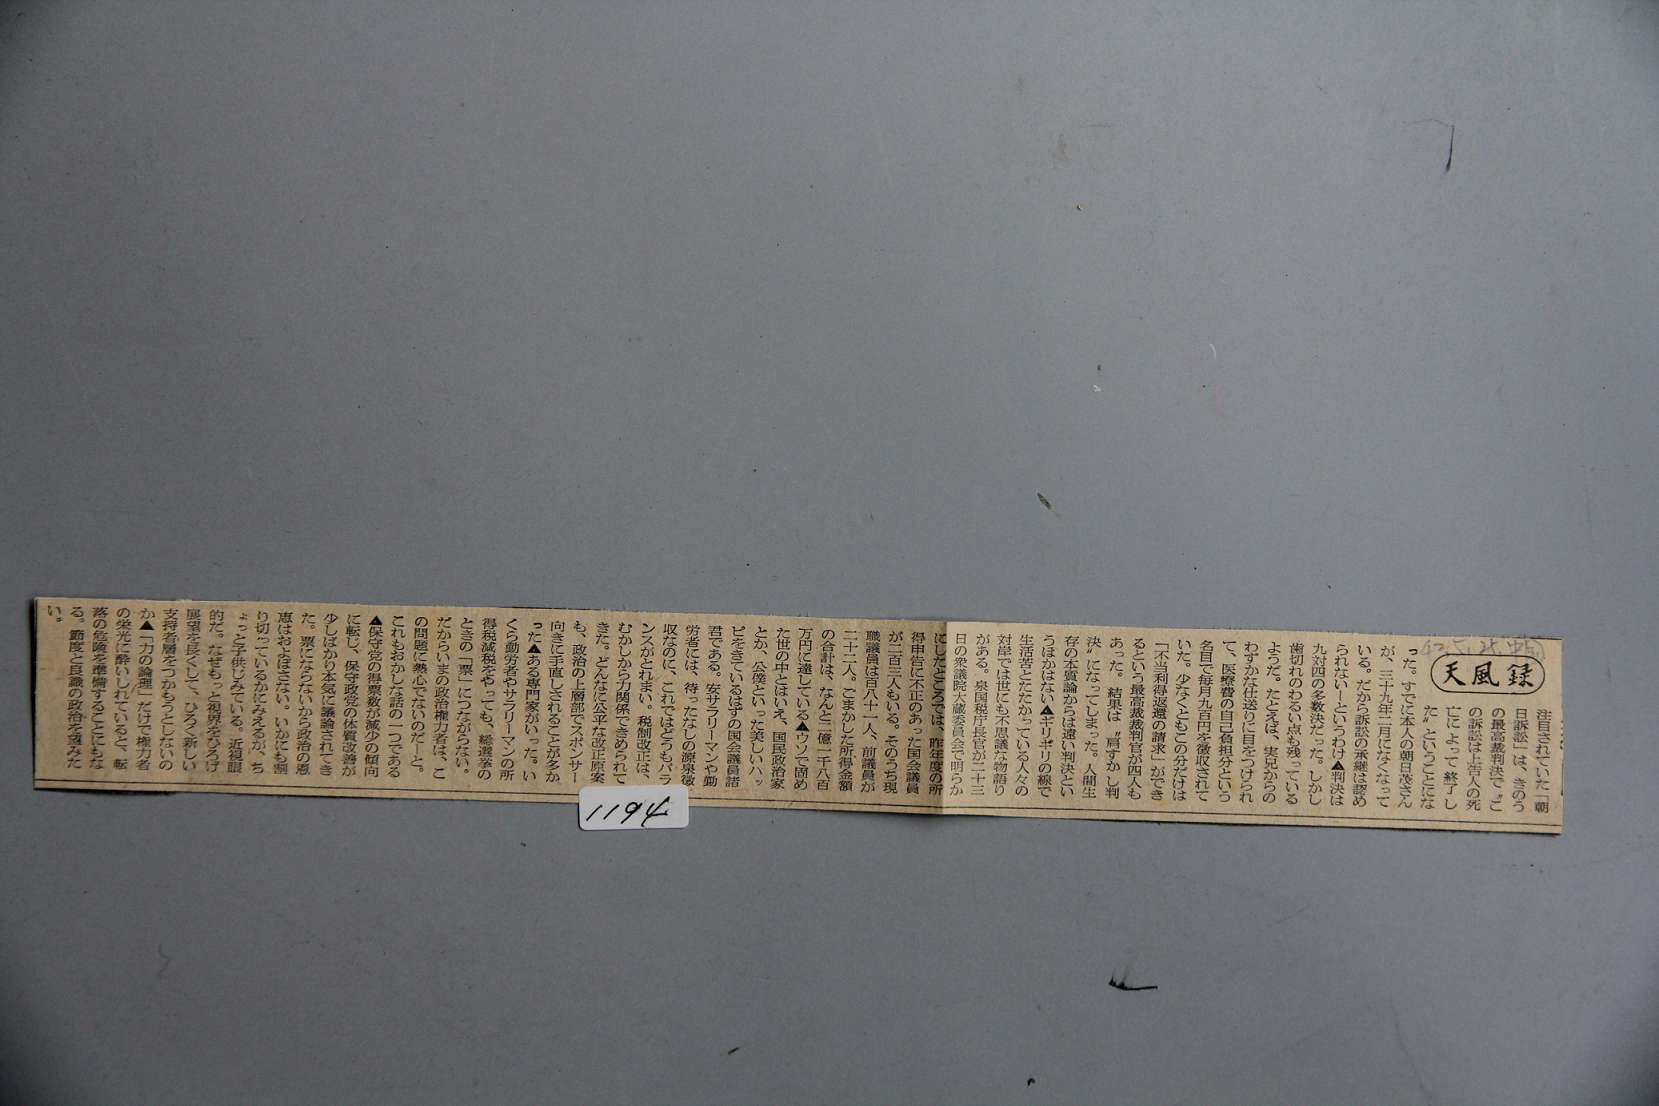 天風録
注目されていた「朝
日訴訟」は、きのう
の最高裁判決で〝こ
の訴訟は上告人の死
亡によって終了し
た〟ということにな
った。すでに本人の朝日茂さん
が、三十九年二月になくなって
いる。だから訴訟の承継は認め
られない―というわけ▲判決は
九対四の多数決だった。しかし
歯切れのわるい点も残っている
ようだ。たとえば、実兄からの
わずかな仕送りに目をつけられ
て、医療費の自己負担分という
名目で毎月九百円を徴収されて
いた。少なくともこの分だけは
「不当利得返還の請求」ができ
るという最高裁裁判官が四人も
あった。結果は〝肩すかし判
決〟になってしまった。人間生
存の本質論からは遠い判決とい
うほかはない▲ギリギリの線で
生活苦とたたかっている人々の
対岸では世にも不思議な物語り
がある。泉国税庁長官が二十三
日の衆議院大蔵委員会で明らか
にしたところでは、昨年度の所
得申告に不正のあった国会議員
が二百三人もいる。そのうち現
職議員は百八十一人、前議員が
二十二人。ごまかした所得金額
の合計は、なんと二億二千八百
万円に達している▲ウソで固め
た世の中とはいえ、国民政治家
とか、公僕といった美しいハッ
ピをきているはずの国会議員諸
君である。安サラリーマンや勤
労者には、待ったなしの源泉徴
収なのに、これではどうもバラ
ンスがとれまい。税制改正は、
むかしから力関係できめられて
きた。どんなに公平な改正原案
も、政治の上層部でスポンサー
向きに手直しされることが多か
った▲ある専門家がいった。い
くら勤労者やサラリーマンの所
得税減税をやっても、総選挙の
ときの「票」につながらない。
だからいまの政治権力者は、こ
の問題に熱心でないのだ―と。
これもおかしな話の一つである
▲保守党の得票数が減少の傾向
に転じ、保守政党の体質改善が
少しばかり本気に議論されてき
た。票にならないから政治の恩
恵はおよぼさない。いかにも割
り切っているかにみえるが、ち
ょっと子供じみている。近視眼
的だ。なぜもっと視界をひろげ
展望を良くして、ひろく新しい
支持者層をつかもうとしないの
か▲「力の論理」だけで権力者
の栄光に酔いしれていると、転
落の危険を準備することにもな
る。節度と良識の政治を望みた
い。
1194